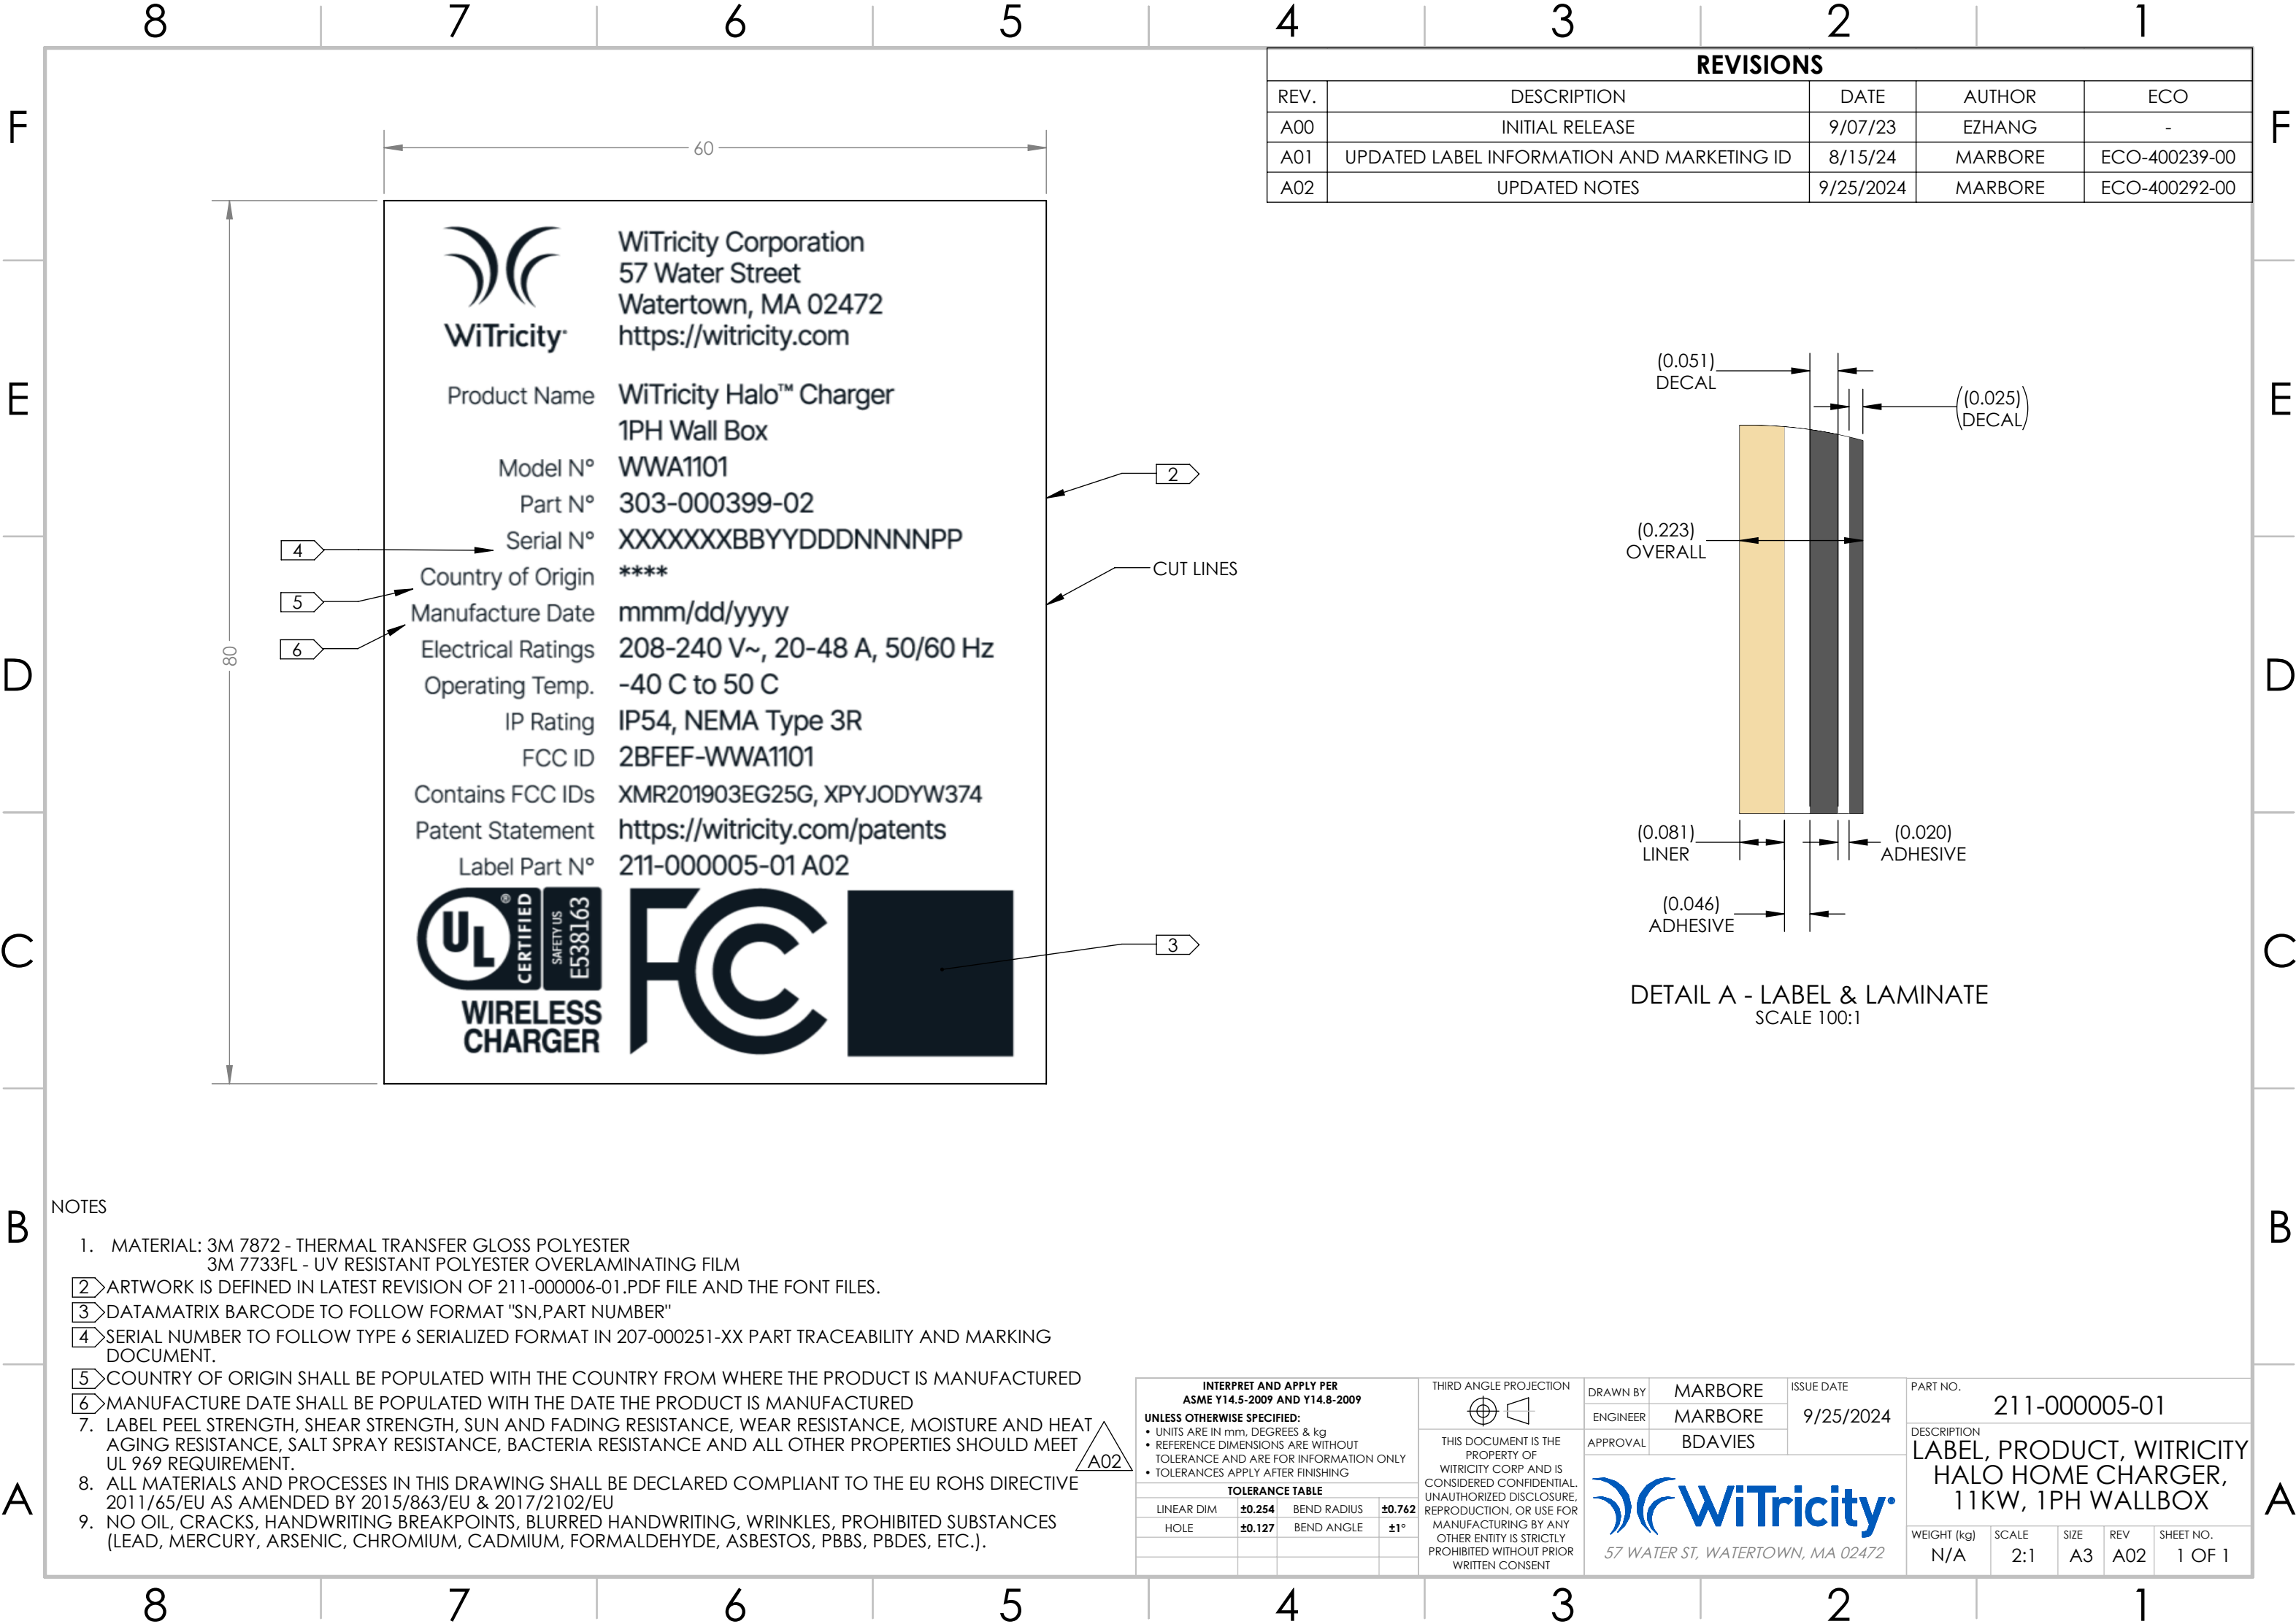 8 7 6 5 4 3 2 1
F
E
D
C
B
A
F
E
D
C
B
A
REVISIONS
REV. DESCRIPTION DATE AUTHOR ECO
A00 INITIAL RELEASE 9/07/23 EZHANG -
A01 UPDATED LABEL INFORMATION AND MARKETING ID 8/15/24 MARBORE ECO-400239-00
A02 UPDATED NOTES 9/25/2024 MARBORE ECO-400292-00
60
80
WiTricity
WiTricity Corporation
57 Water Street
Watertown, MA 02472
https://witricity.com
Product Name WiTricity Halo™ Charger
1PH Wall Box
Model N° WWA1101
Part N° 303-000399-02
Serial N° XXXXXXXBBYYDDDNNNNPP
Country of Origin ****
Manufacture Date mmm/dd/yyyy
Electrical Ratings 208-240 V~, 20-48 A, 50/60 Hz
Operating Temp. -40 C to 50 C
IP Rating IP54, NEMA Type 3R
FCC ID 2BFEF-WWA1101
Contains FCC IDs XMR201903EG25G, XPYJODYW374
Patent Statement https://witricity.com/patents
Label Part N° 211-000005-01 A02
UL ® CERTIFIED SAFETY US E538163
WIRELESS
CHARGER
FC
2
CUT LINES
4
5
6
3
(0.051)
DECAL
(0.025)
DECAL
(0.223)
OVERALL
(0.081)
LINER
(0.020)
ADHESIVE
(0.046)
ADHESIVE
DETAIL A - LABEL & LAMINATE
SCALE 100:1
NOTES
1. MATERIAL: 3M 7872 - THERMAL TRANSFER GLOSS POLYESTER
3M 7733FL - UV RESISTANT POLYESTER OVERLAMINATING FILM
2 ARTWORK IS DEFINED IN LATEST REVISION OF 211-000006-01.PDF FILE AND THE FONT FILES.
3 DATAMATRIX BARCODE TO FOLLOW FORMAT "SN,PART NUMBER"
4 SERIAL NUMBER TO FOLLOW TYPE 6 SERIALIZED FORMAT IN 207-000251-XX PART TRACEABILITY AND MARKING
DOCUMENT.
5 COUNTRY OF ORIGIN SHALL BE POPULATED WITH THE COUNTRY FROM WHERE THE PRODUCT IS MANUFACTURED
6 MANUFACTURE DATE SHALL BE POPULATED WITH THE DATE THE PRODUCT IS MANUFACTURED
7. LABEL PEEL STRENGTH, SHEAR STRENGTH, SUN AND FADING RESISTANCE, WEAR RESISTANCE, MOISTURE AND HEAT
AGING RESISTANCE, SALT SPRAY RESISTANCE, BACTERIA RESISTANCE AND ALL OTHER PROPERTIES SHOULD MEET
UL 969 REQUIREMENT.
A02
8. ALL MATERIALS AND PROCESSES IN THIS DRAWING SHALL BE DECLARED COMPLIANT TO THE EU ROHS DIRECTIVE
2011/65/EU AS AMENDED BY 2015/863/EU & 2017/2102/EU
9. NO OIL, CRACKS, HANDWRITING BREAKPOINTS, BLURRED HANDWRITING, WRINKLES, PROHIBITED SUBSTANCES
(LEAD, MERCURY, ARSENIC, CHROMIUM, CADMIUM, FORMALDEHYDE, ASBESTOS, PBBS, PBDES, ETC.).
INTERPRET AND APPLY PER
ASME Y14.5-2009 AND Y14.8-2009
UNLESS OTHERWISE SPECIFIED:
• UNITS ARE IN mm, DEGREES & kg
• REFERENCE DIMENSIONS ARE WITHOUT
TOLERANCE AND ARE FOR INFORMATION ONLY
• TOLERANCES APPLY AFTER FINISHING
TOLERANCE TABLE
LINEAR DIM ±0.254 BEND RADIUS ±0.762
HOLE ±0.127 BEND ANGLE ±1°
THIRD ANGLE PROJECTION
THIS DOCUMENT IS THE
PROPERTY OF
WITRICITY CORP AND IS
CONSIDERED CONFIDENTIAL.
UNAUTHORIZED DISCLOSURE,
REPRODUCTION, OR USE FOR
MANUFACTURING BY ANY
OTHER ENTITY IS STRICTLY
PROHIBITED WITHOUT PRIOR
WRITTEN CONSENT
DRAWN BY MARBORE
ENGINEER MARBORE
APPROVAL BDAVIES
ISSUE DATE
9/25/2024
WiTricity
57 WATER ST, WATERTOWN, MA 02472
PART NO.
211-000005-01
DESCRIPTION
LABEL, PRODUCT, WITRICITY
HALO HOME CHARGER,
11KW, 1PH WALLBOX
WEIGHT (kg) SCALE SIZE REV SHEET NO.
N/A 2:1 A3 A02 1 OF 1
8 7 6 5 4 3 2 1